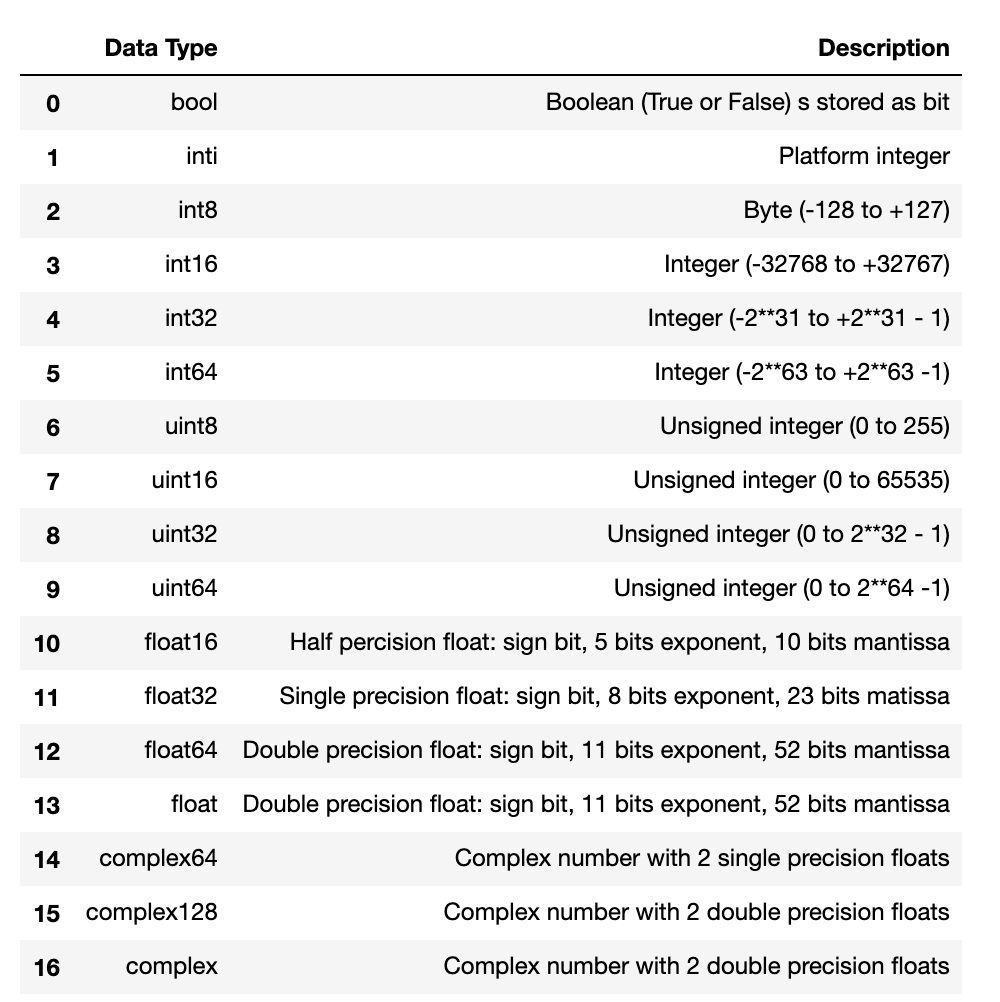 Data Type Description
0 bool Boolean (True or False) s stored as bit
1 inti Platform integer
2 int8 Byte (-128 to +127)
3 int16 Integer (-32768 to +32767)
4 int32 Integer (-2**31 to +2**31 - 1)
5 int64 Integer (-2**63 to +2**63 -1)
6 uint8 Unsigned integer (0 to 255)
7 uint16 Unsigned integer (0 to 65535)
8 uint32 Unsigned integer (0 to 2**32 - 1)
9 uint64 Unsigned integer (0 to 2**64 -1)
10 float16 Half percision float: sign bit, 5 bits exponent, 10 bits mantissa
11 float32 Single precision float: sign bit, 8 bits exponent, 23 bits matissa
12 float64 Double precision float: sign bit, 11 bits exponent, 52 bits mantissa
13 float Double precision float: sign bit, 11 bits exponent, 52 bits mantissa
14 complex64 Complex number with 2 single precision floats
15 complex128 Complex number with 2 double precision floats
16 complex Complex number with 2 double precision floats